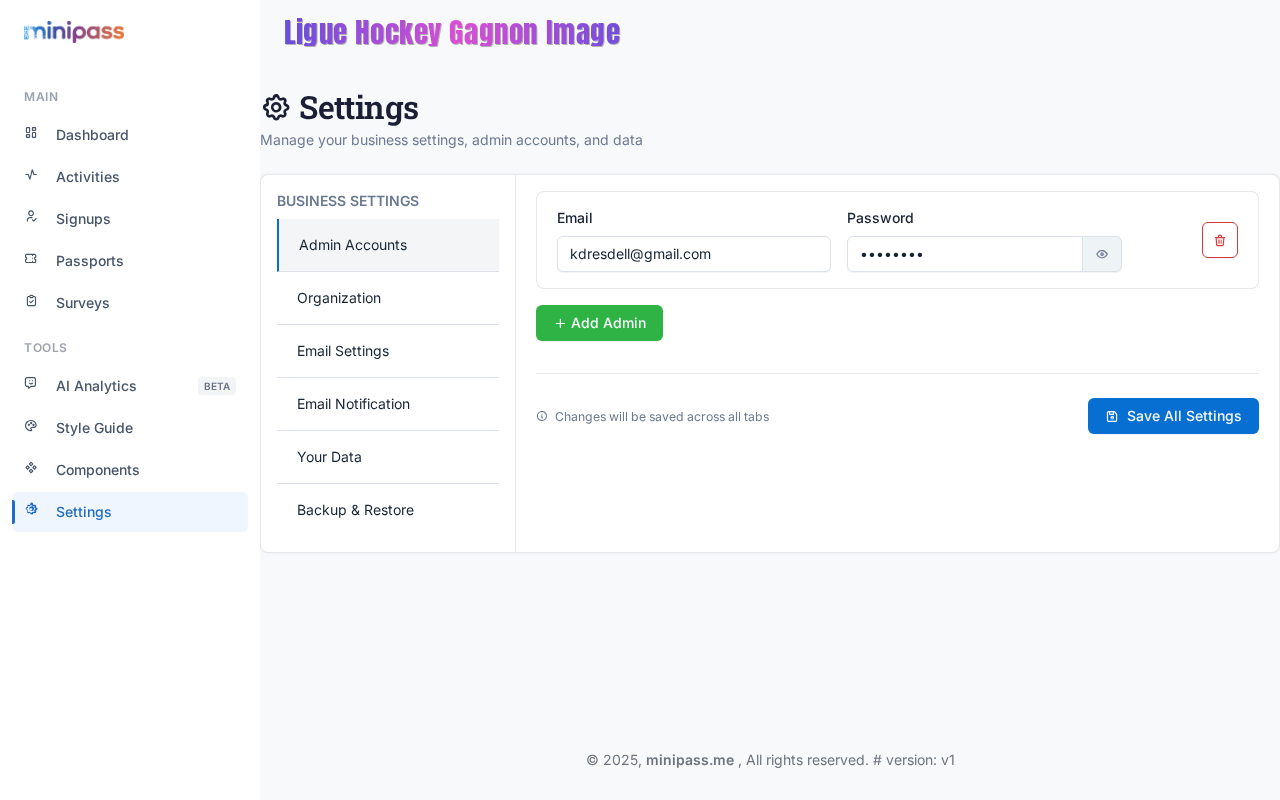 minipass
Ligue Hockey Gagnon Image
MAIN
Dashboard
Activities
Signups
Passports
Surveys
TOOLS
AI Analytics BETA
Style Guide
Components
Settings
Settings
Manage your business settings, admin accounts, and data
BUSINESS SETTINGS
Admin Accounts
Organization
Email Settings
Email Notification
Your Data
Backup & Restore
Email Password
kdresdell@gmail.com ••••••••
+ Add Admin
Changes will be saved across all tabs
Save All Settings
© 2025, minipass.me , All rights reserved. # version: v1